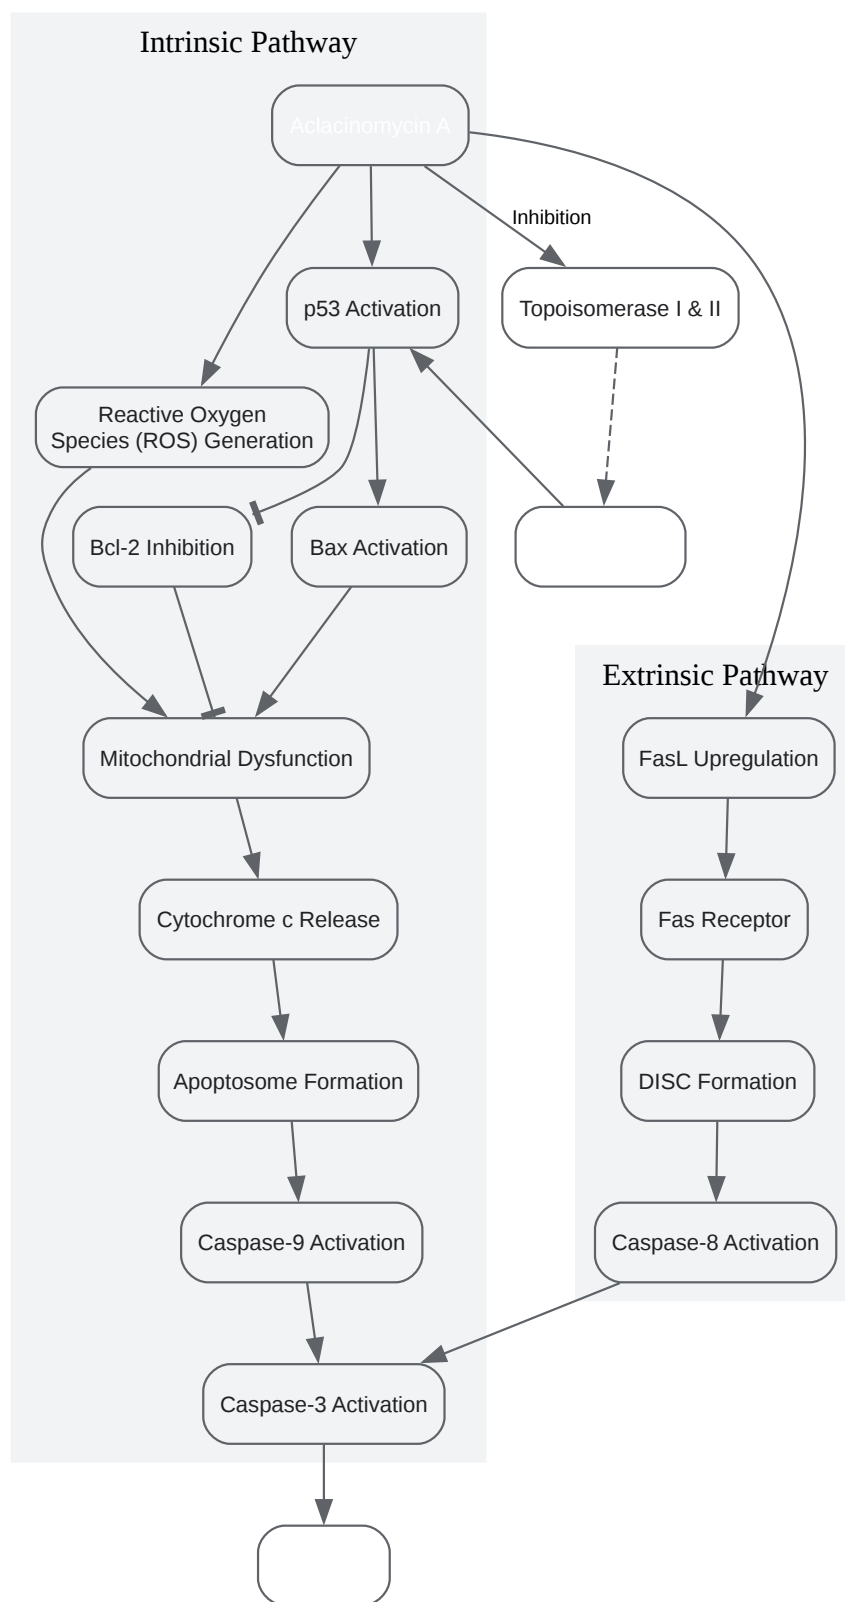 Intrinsic Pathway
Aclacinomycin A
Inhibition
p53 Activation
Topoisomerase I & II
Reactive Oxygen
Species (ROS) Generation
Bcl-2 Inhibition
Bax Activation
Extrinsic Pathway
Mitochondrial Dysfunction
FasL Upregulation
Cytochrome c Release
Fas Receptor
Apoptosome Formation
DISC Formation
Caspase-9 Activation
Caspase-8 Activation
Caspase-3 Activation